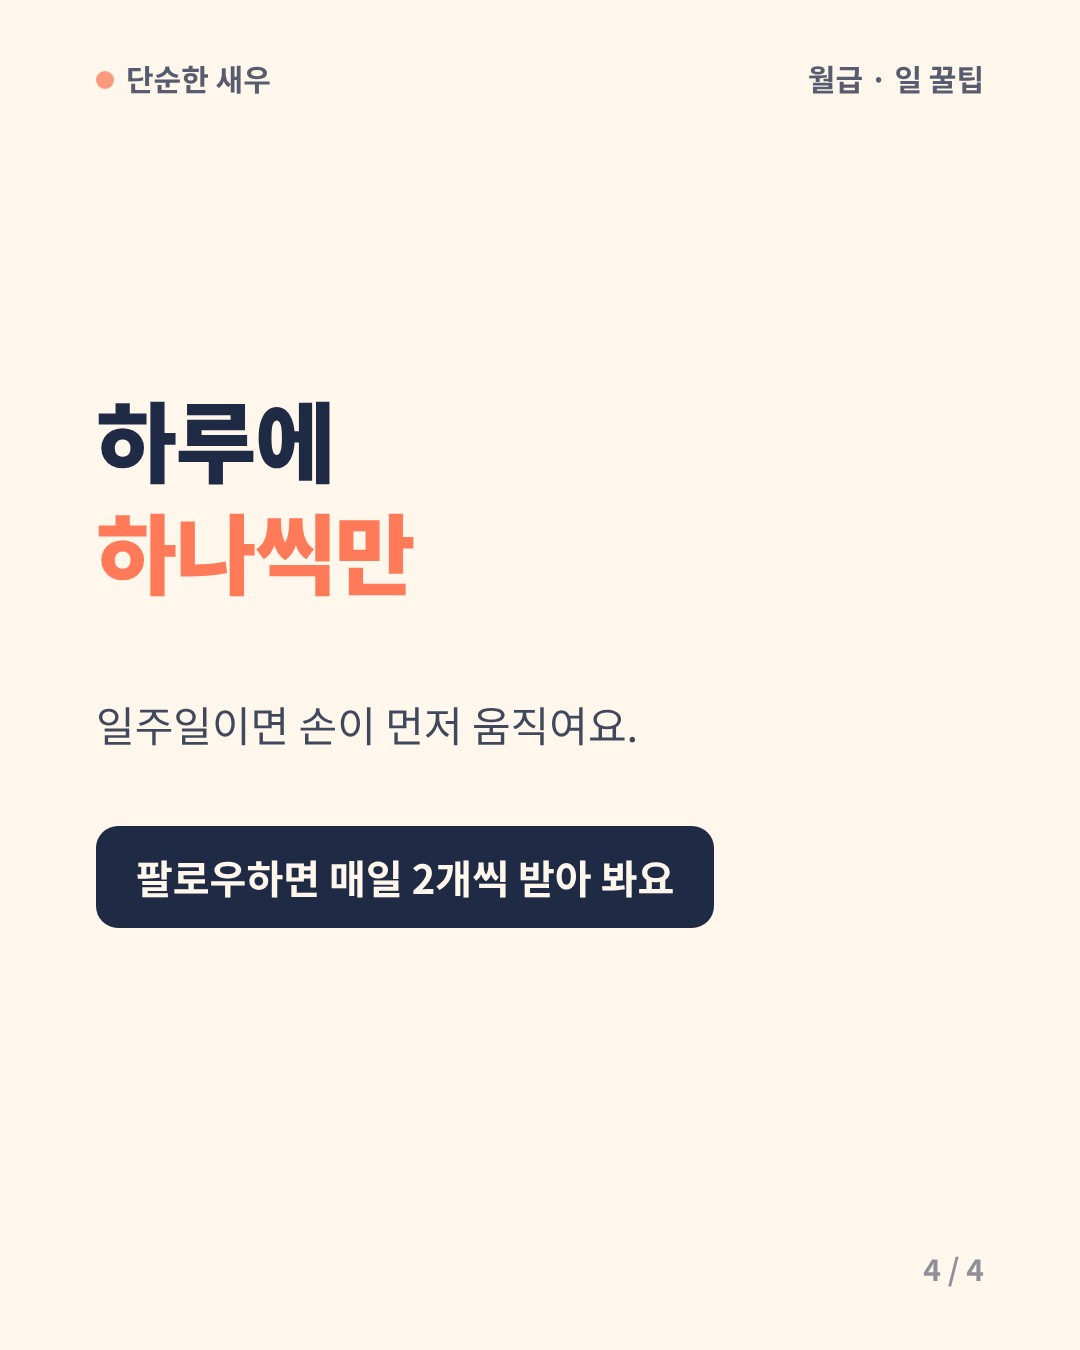 단순한 새우
월급 · 일 꿀팁
하루에
하나씩만
일주일이면 손이 먼저 움직여요.
팔로우하면 매일 2개씩 받아 봐요
4 / 4